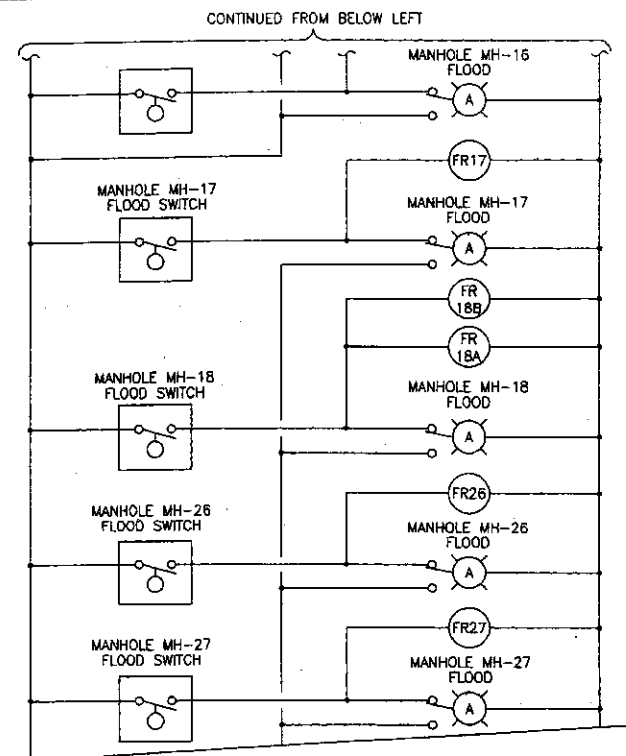 CONTINUED FROM BELOW LEFT
MANHOLE MH-16
FLOOD
A
FR17
MANHOLE MH-17
FLOOD SWITCH
MANHOLE MH-17
FLOOD
A
FR
18B
FR
18A
MANHOLE MH-18
FLOOD SWITCH
MANHOLE MH-18
FLOOD
A
FR26
MANHOLE MH-26
FLOOD SWITCH
MANHOLE MH-26
FLOOD
A
FR27
MANHOLE MH-27
FLOOD SWITCH
MANHOLE MH-27
FLOOD
A